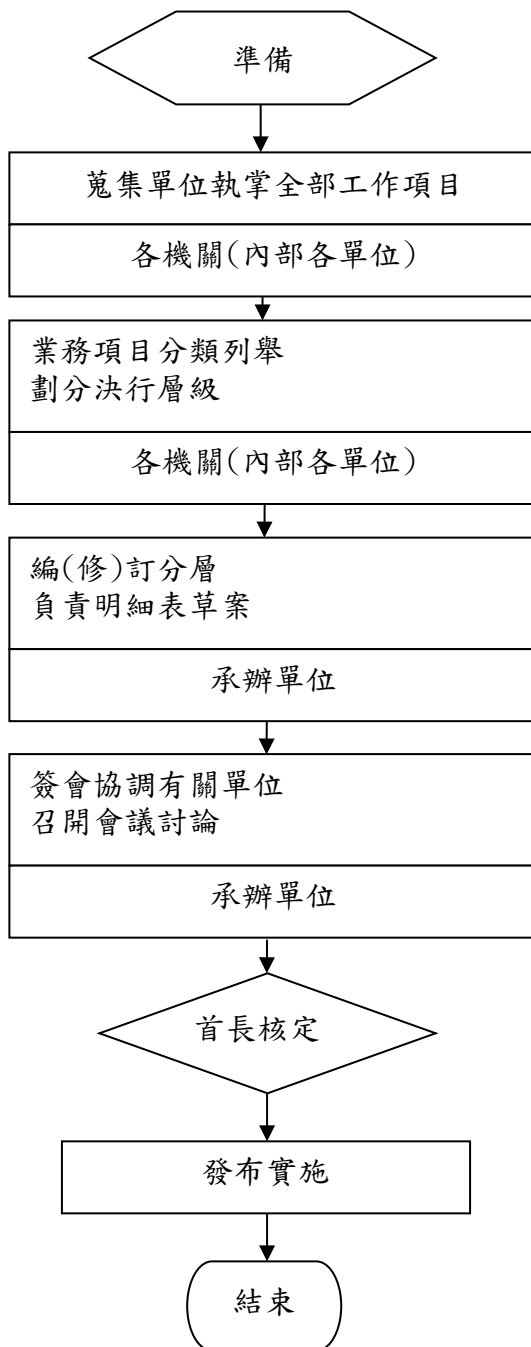 準備
蒐集單位執掌全部工作項目
各機關(內部各單位)
業務項目分類列舉
劃分決行層級
各機關(內部各單位)
編(修)訂分層
負責明細表草案
承辦單位
簽會協調有關單位
召開會議討論
承辦單位
首長核定
發布實施
結束